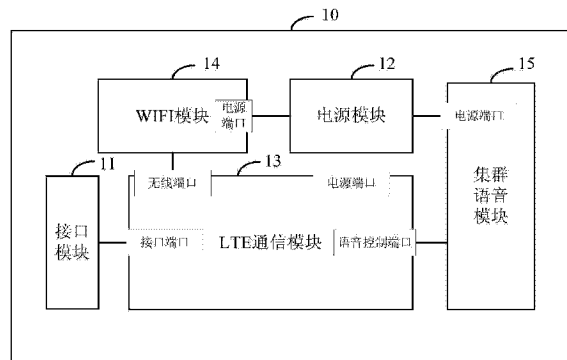 10
14
12
15
WIFI模块
电源
端口
电源模块
电源端口
11
13
无线端口
电源端口
集群
语音
模块
接口
模块
接口端口
LTE通信模块
语音控制端口